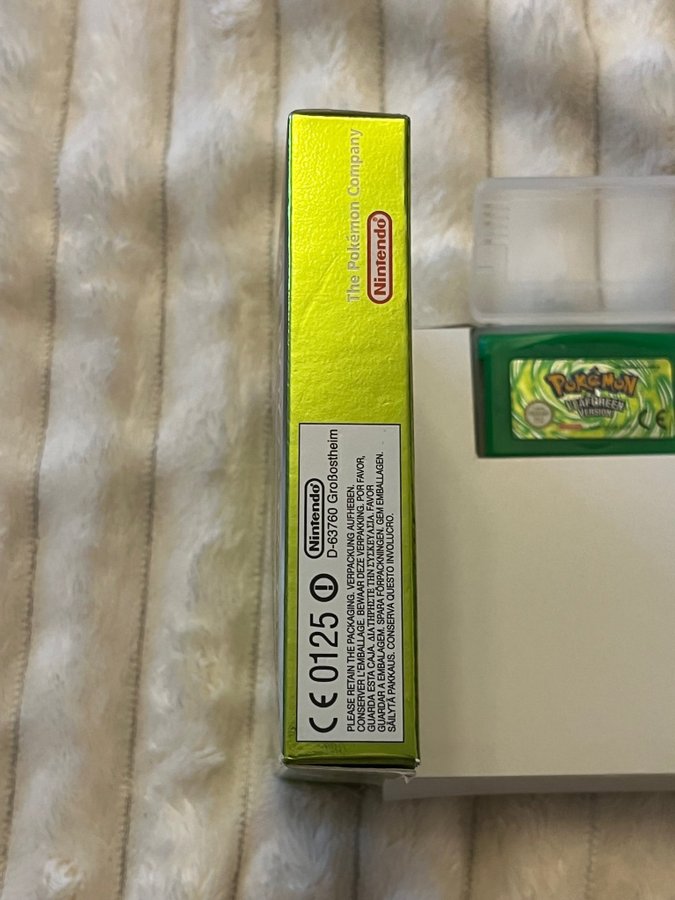 The Pokémon Company
Nintendo
CE 0125
Nintendo
D-63760 Großostheim
PLEASE RETAIN THE PACKAGING. VERPACKUNG AUFHEBEN.
CONSERVER L'EMBALLAGE. BEWAAR DEZE VERPAKKING. POR FAVOR,
GUARDA ESTA CAJA. ΔΙΑΤΗΡΗΣΤΕ ΤΗΝ ΣΥΣΚΕΥΑΣΙΑ. FAVOR
GUARDAR A EMBALAGEM. SPARA FÖRPACKNINGEN. GEM EMBALLAGEN.
SÄILYTÄ PAKKAUS. CONSERVA QUESTO INVOLUCRO.
POKéMON
LEAFGREEN
VERSION
CE